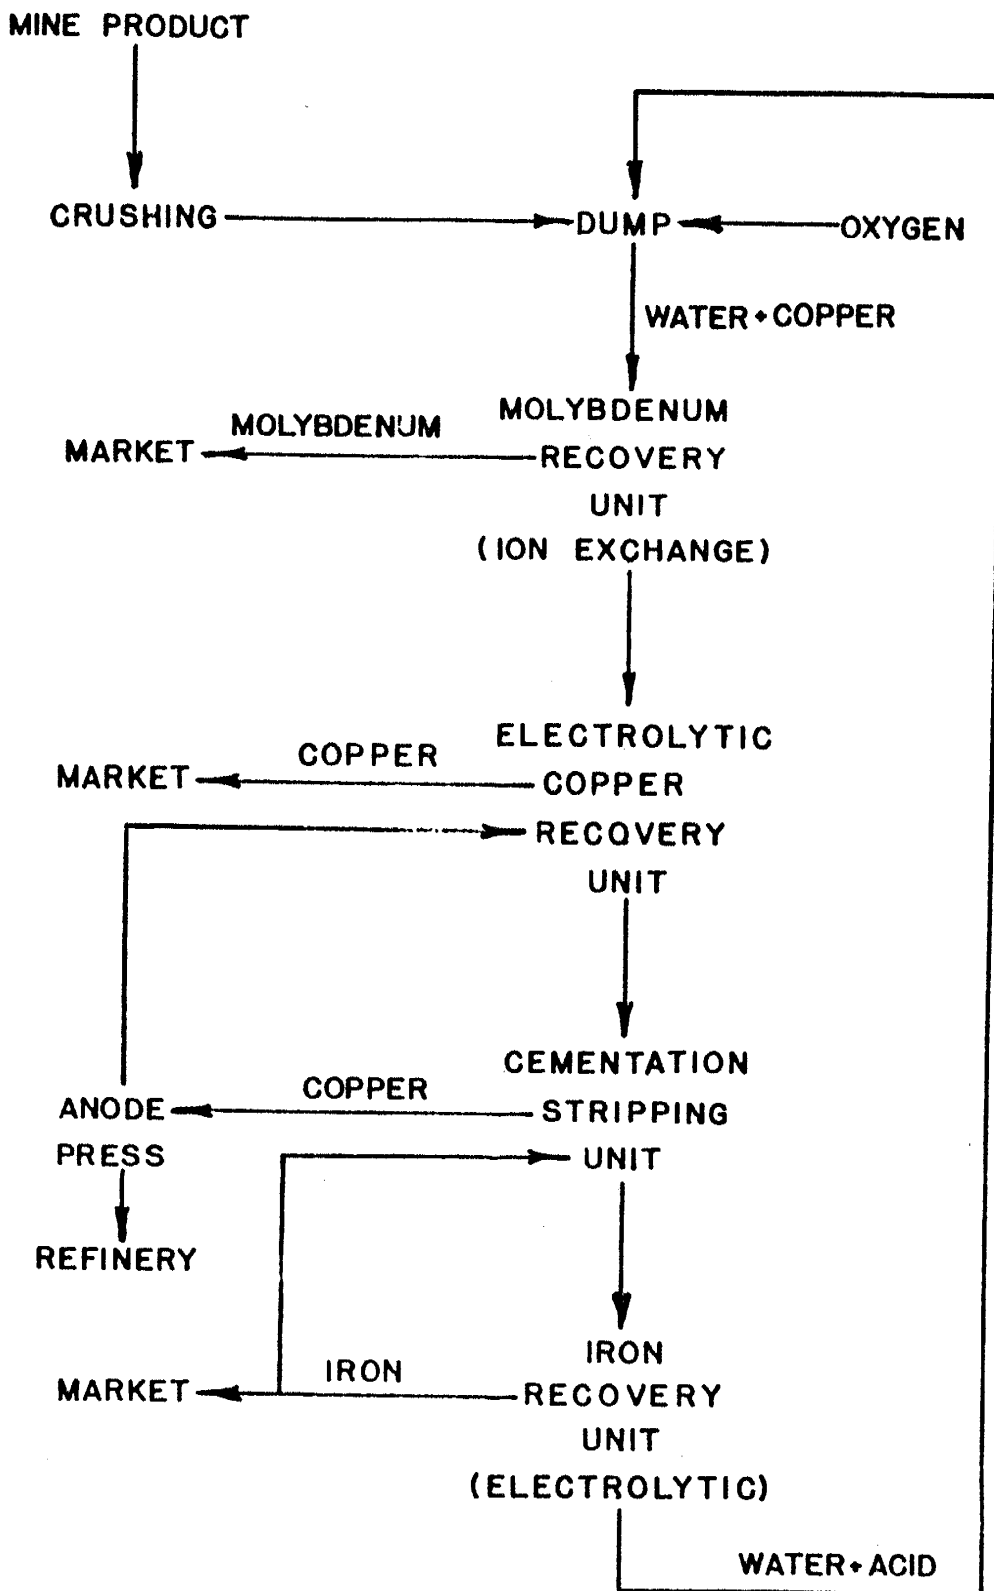 MINE PRODUCT
CRUSHING
DUMP
OXYGEN
WATER + COPPER
MOLYBDENUM
RECOVERY
UNIT
(ION EXCHANGE)
MOLYBDENUM
MARKET
ELECTROLYTIC
COPPER
RECOVERY
UNIT
COPPER
MARKET
CEMENTATION
STRIPPING
UNIT
COPPER
ANODE
PRESS
REFINERY
IRON
RECOVERY
UNIT
(ELECTROLYTIC)
IRON
MARKET
WATER + ACID